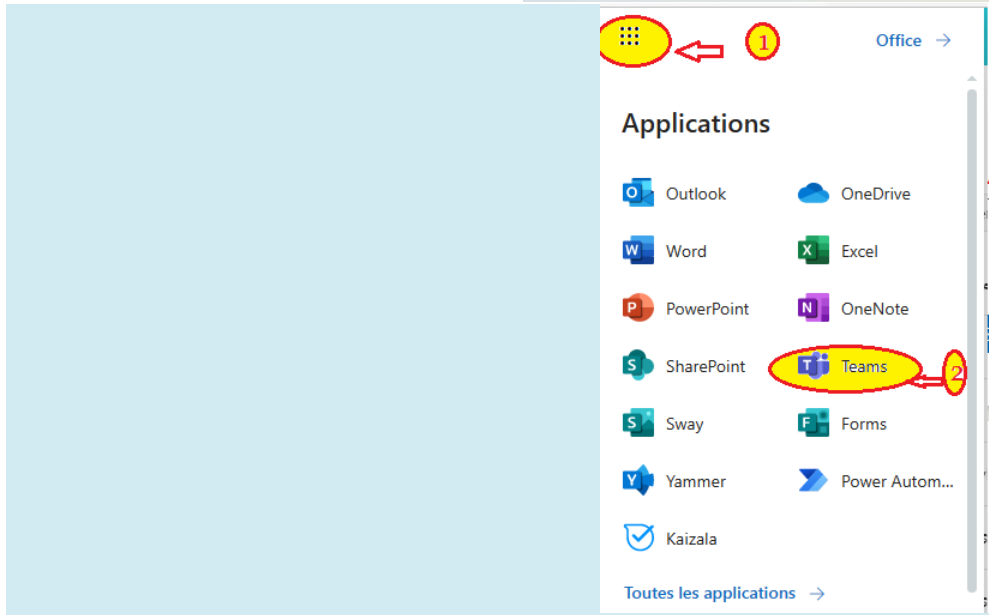 1
Office →
Applications
Outlook
OneDrive
Word
Excel
PowerPoint
OneNote
SharePoint
Teams
2
Sway
Forms
Yammer
Power Autom...
Kaizala
Toutes les applications →